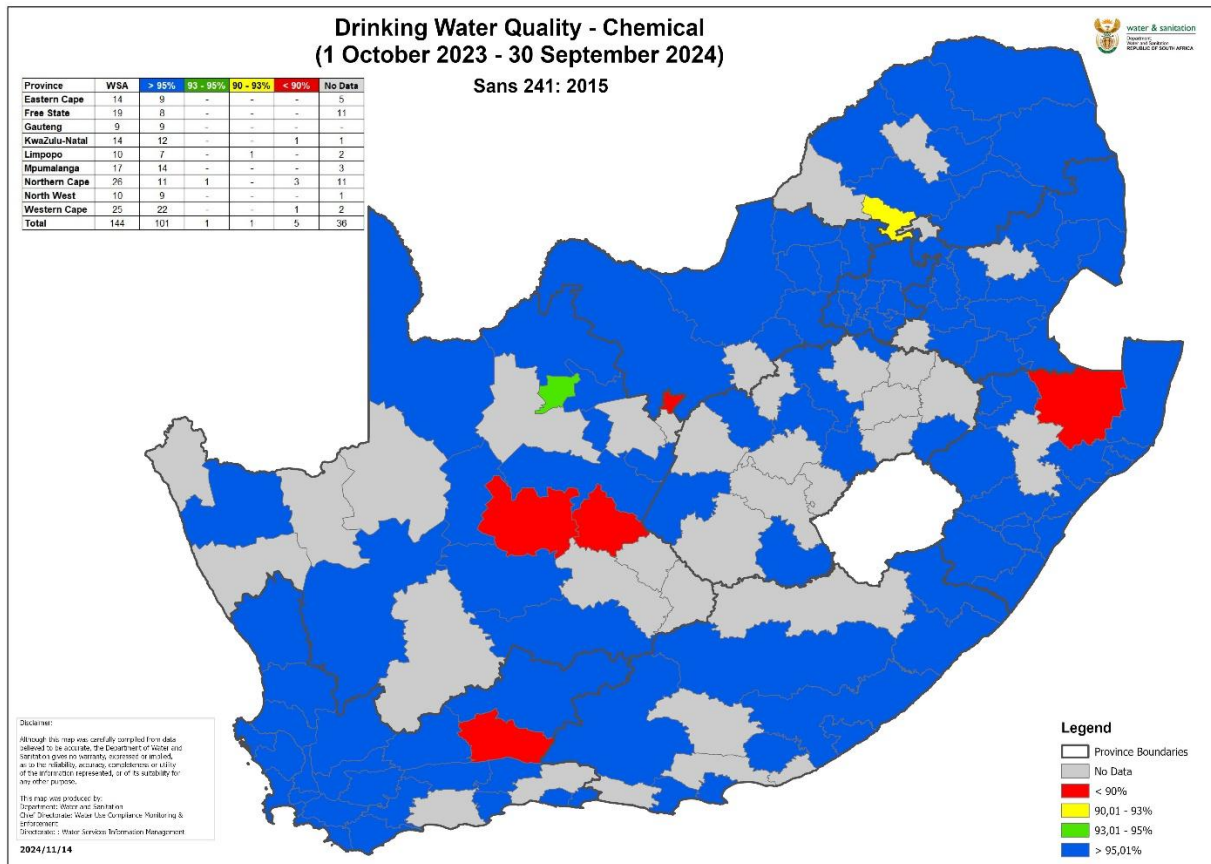 Drinking Water Quality - Chemical
(1 October 2023 - 30 September 2024)
Sans 241: 2015
water & sanitation
Department:
Water and Sanitation
REPUBLIC OF SOUTH AFRICA
Province WSA > 95% 93 - 95% 90 - 93% < 90% No Data
Eastern Cape 14 9 - - - 5
Free State 19 8 - - - 11
Gauteng 9 9 - - - -
KwaZulu-Natal 14 12 - - 1 1
Limpopo 10 7 - 1 - 2
Mpumalanga 17 14 - - - 3
Northern Cape 26 11 1 - 3 11
North West 10 9 - - - 1
Western Cape 25 22 - - 1 2
Total 144 101 1 1 5 36
Disclaimer:
Although this map was carefully compiled from data
believed to be accurate, the Department of Water and
Sanitation gives no warranty, expressed or implied,
as to the reliability, accuracy, completeness or utility
of the information represented, or of its suitability for
any other purpose.
This map was produced by:
Department: Water and Sanitation
Chief Directorate: Water Use Compliance Monitoring &
Enforcement
Directorate: : Water Services Information Management
2024/11/14
Legend
Province Boundaries
No Data
< 90%
90,01 - 93%
93,01 - 95%
> 95,01%